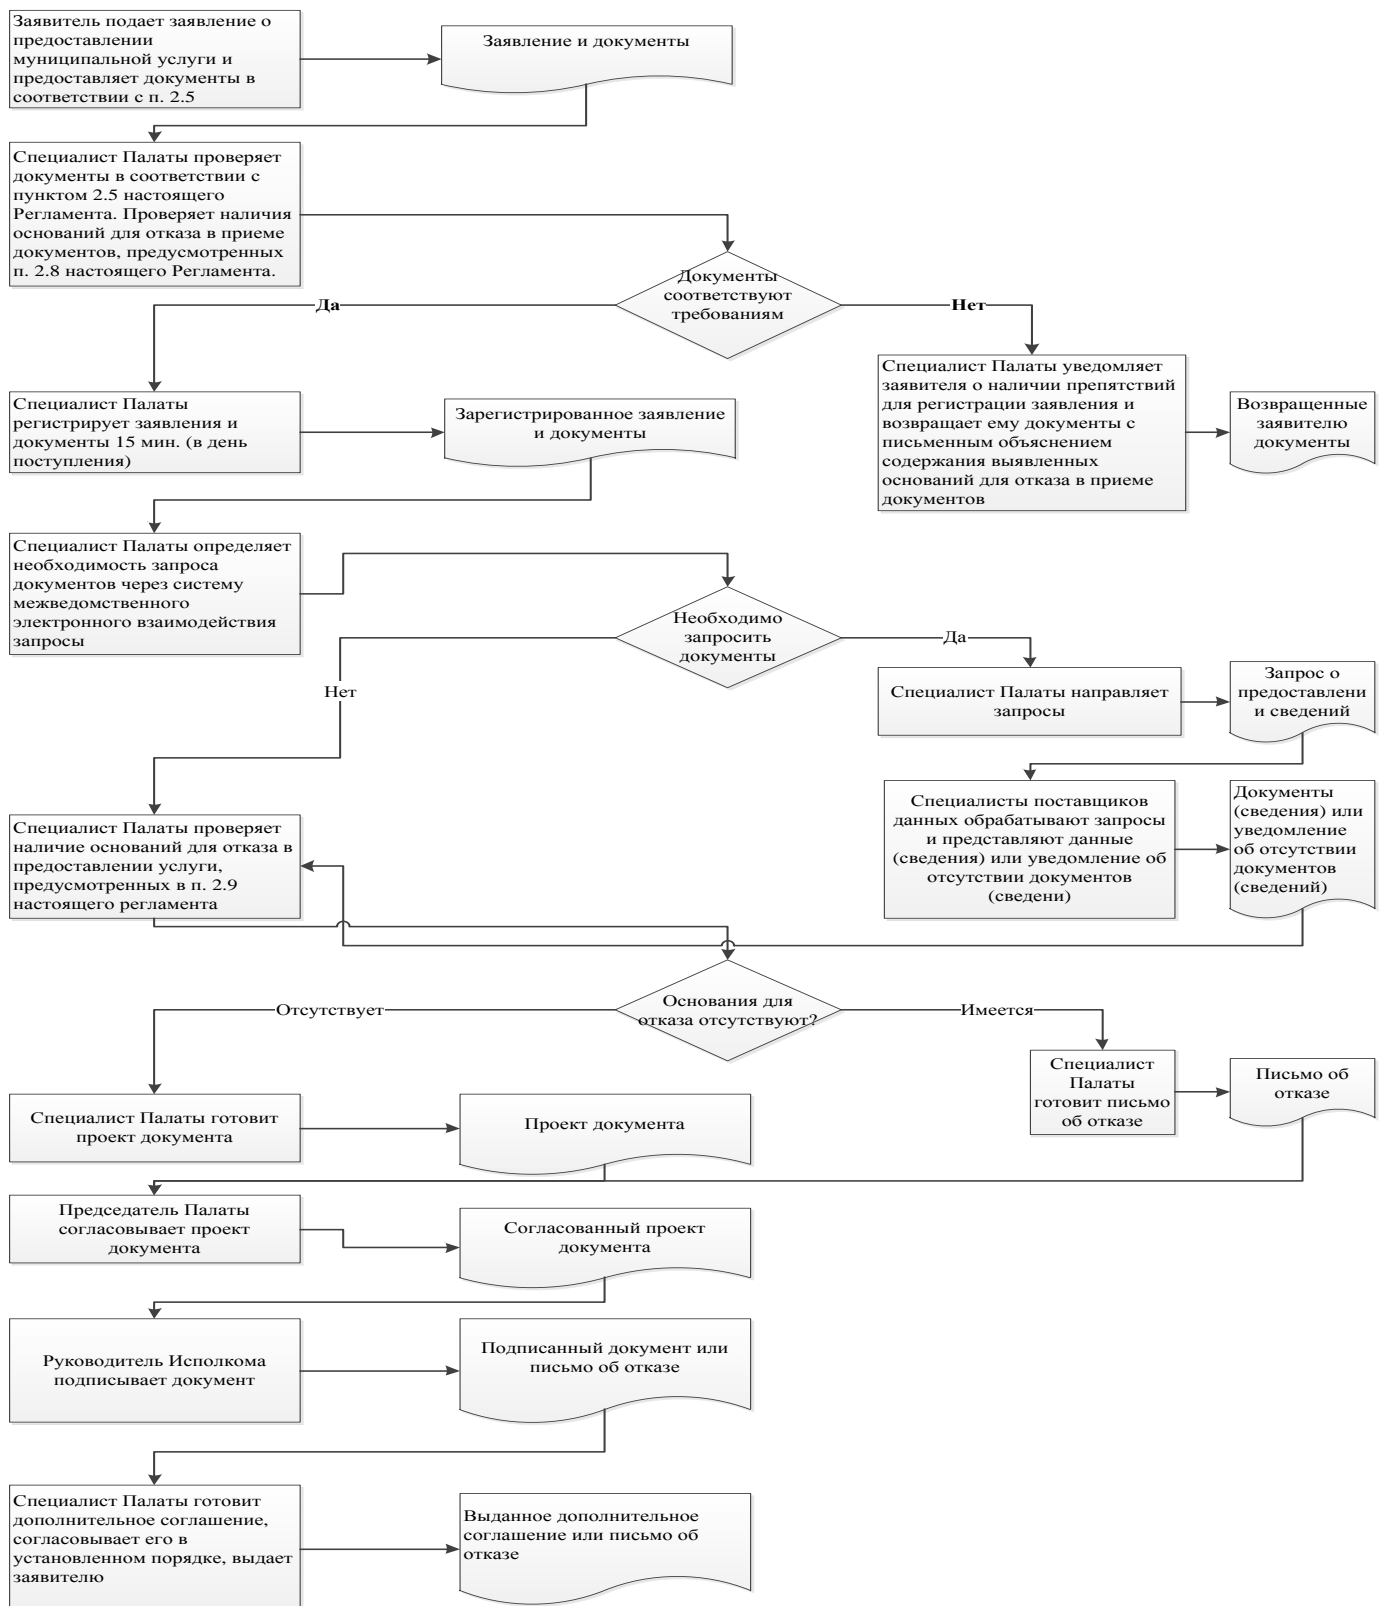 Заявитель подает заявление о
предоставлении
муниципальной услуги и
предоставляет документы в
соответствии с п. 2.5
Заявление и документы
Специалист Палаты проверяет
документы в соответствии с
пунктом 2.5 настоящего
Регламента. Проверяет наличия
оснований для отказа в приеме
документов, предусмотренных
п. 2.8 настоящего Регламента.
Документы
соответствуют
требованиям
Да
Нет
Специалист Палаты
регистрирует заявления и
документы 15 мин. (в день
поступления)
Зарегистрированное заявление
и документы
Специалист Палаты уведомляет
заявителя о наличии препятствий
для регистрации заявления и
возвращает ему документы с
письменным объяснением
содержания выявленных
оснований для отказа в приеме
документов
Возвращенные
заявителю
документы
Специалист Палаты определяет
необходимость запроса
документов через систему
межведомственного
электронного взаимодействия
запросы
Необходимо
запросить
документы
Да
Нет
Специалист Палаты направляет
запросы
Запрос о
предоставлени
и сведений
Специалисты поставщиков
данных обрабатывают запросы
и представляют данные
(сведения) или уведомление об
отсутствии документов
(сведени)
Документы
(сведения) или
уведомление
об отсутствии
документов
(сведений)
Специалист Палаты проверяет
наличие оснований для отказа в
предоставлении услуги,
предусмотренных в п. 2.9
настоящего регламента
Основания для
отказа отсутствуют?
Отсутствует
Имеется
Специалист
Палаты
готовит письмо
об отказе
Письмо об
отказе
Специалист Палаты готовит
проект документа
Проект документа
Председатель Палаты
согласовывает проект
документа
Согласованный проект
документа
Руководитель Исполкома
подписывает документ
Подписанный документ или
письмо об отказе
Специалист Палаты готовит
дополнительное соглашение,
согласовывает его в
установленном порядке, выдает
заявителю
Выданное дополнительное
соглашение или письмо об
отказе